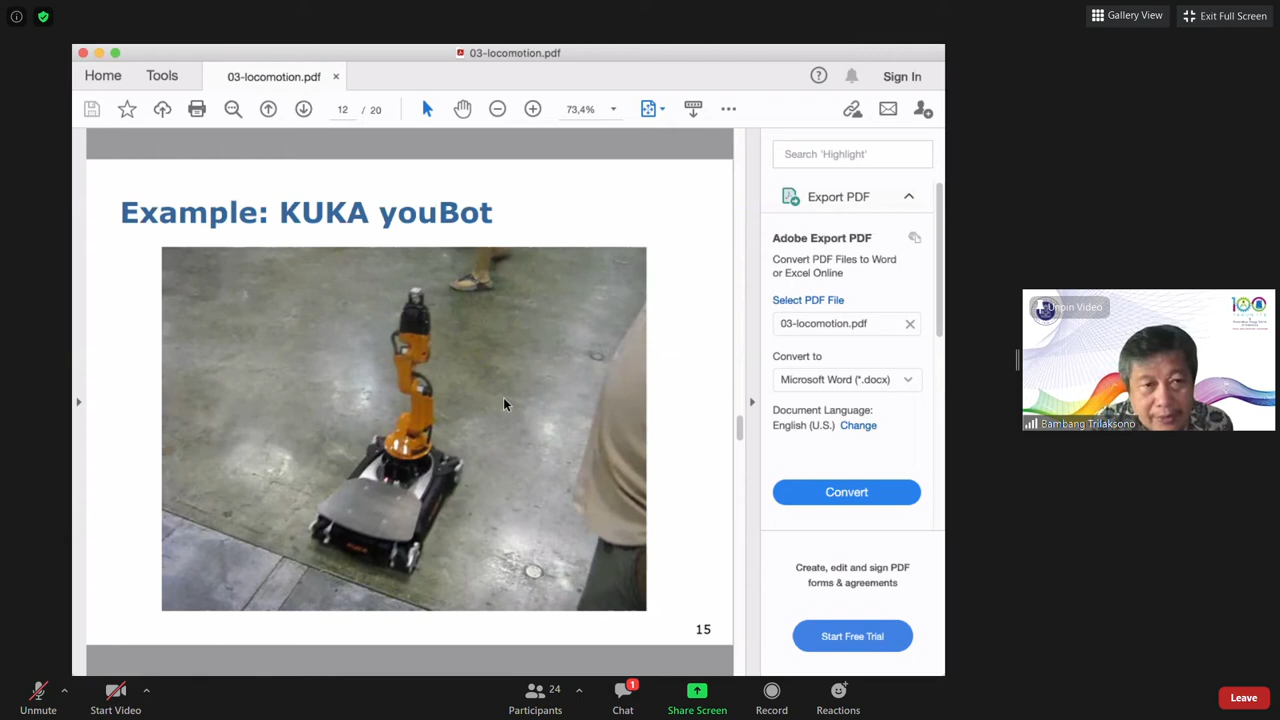 Gallery View
Exit Full Screen
03-locomotion.pdf
Home
Tools
03-locomotion.pdf ×
Sign In
12 / 20
73,4%
Example: KUKA youBot
KUKA
15
Search 'Highlight'
Export PDF
Adobe Export PDF
Convert PDF Files to Word
or Excel Online
Select PDF File
03-locomotion.pdf
Convert to
Microsoft Word (*.docx)
Document Language:
English (U.S.) Change
Convert
Create, edit and sign PDF
forms & agreements
Start Free Trial
Unpin Video
Bambang Trilaksono
Unmute
Start Video
24
Participants
1
Chat
Share Screen
Record
Reactions
Leave